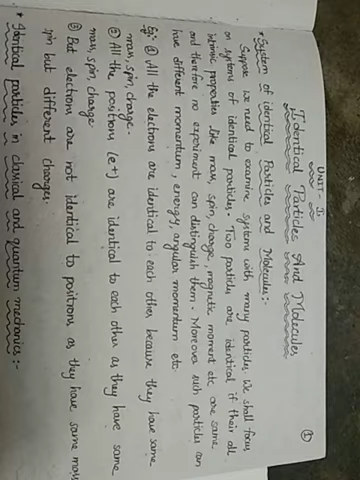 ①
UNIT - I
Identical Particles And Molecules
* System of identical Particles and Molecules:-
Suppose we need to examine systems with many particles. We shall focus
on systems of identical particles. Two particles are identical if their all
intrinsic properties like mass, spin, charge, magnetic moment etc. are same
and therefore no experiment can distinguish them. Moreover such particles can
have different momentum, energy, angular momentum etc.
Eg:- ① All the electrons are identical to each other because they have same
mass, spin, charge.
② All the positrons (e+) are identical to each other as they have same
mass, spin, charge
③ But electrons are not identical to positrons as they have same mass
spin but different charges.
* Identical particles in classical and quantum mechanics:-